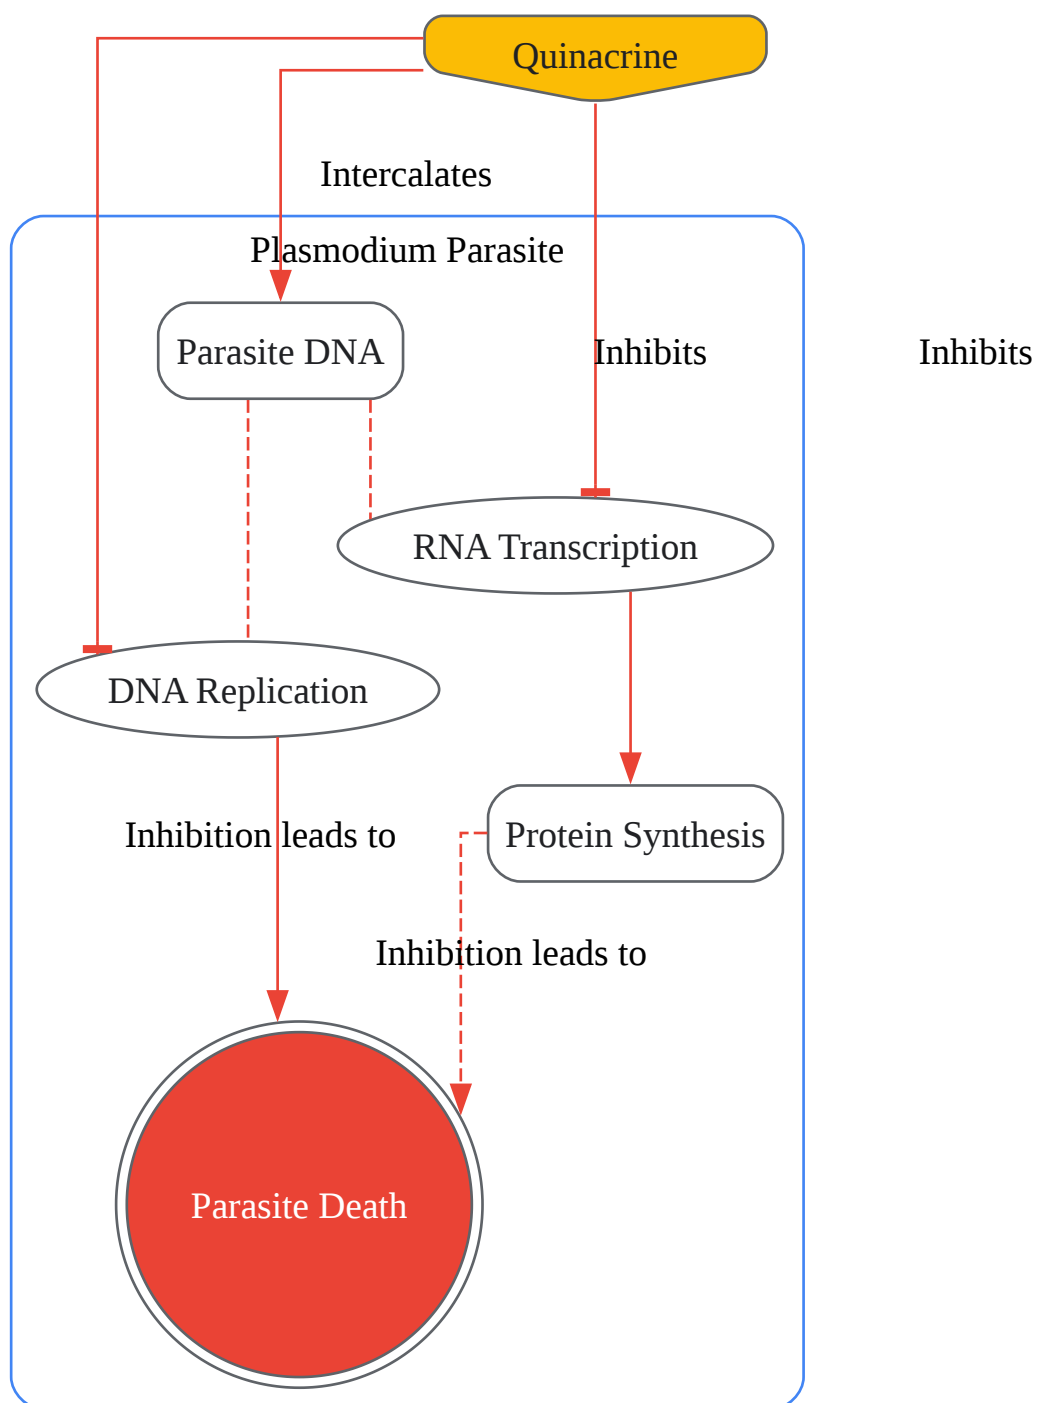 Quinacrine
Intercalates
Plasmodium Parasite
Parasite DNA
Inhibits
Inhibits
RNA Transcription
DNA Replication
Inhibition leads to
Protein Synthesis
Inhibition leads to
Parasite Death